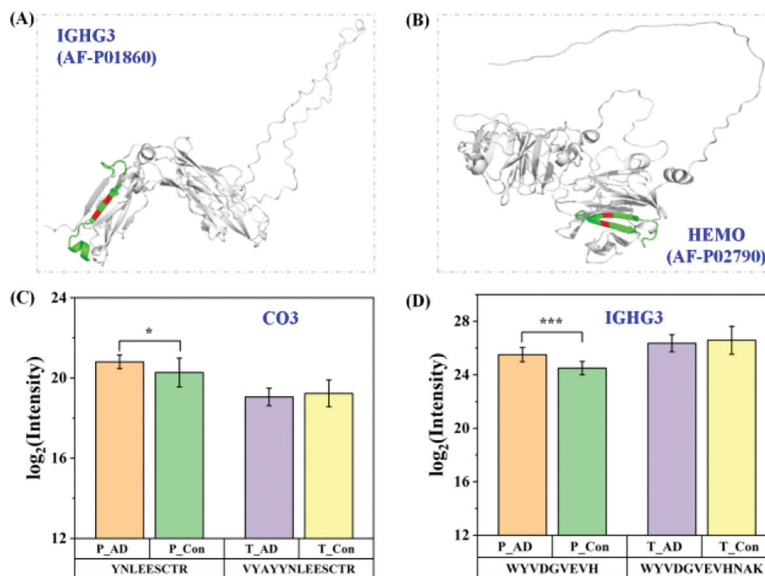 (A)
IGHG3
(AF-P01860)
(B)
HEMO
(AF-P02790)
(C)
CO3
log2(Intensity)
24
20
16
12
*
P_AD P_Con T_AD T_Con
YNLEESCTR VYAYYNLEESCTR
(D)
IGHG3
log2(Intensity)
28
24
20
16
12
***
P_AD P_Con T_AD T_Con
WYVDGVEVH WYVDGVEVHNAK